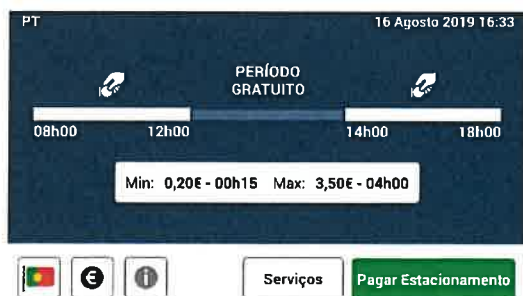 PT 16 Agosto 2019 16:33
PERÍODO
GRATUITO
08h00 12h00 14h00 18h00
Min: 0,20€ - 00h15 Max: 3,50€ - 04h00
Serviços Pagar Estacionamento